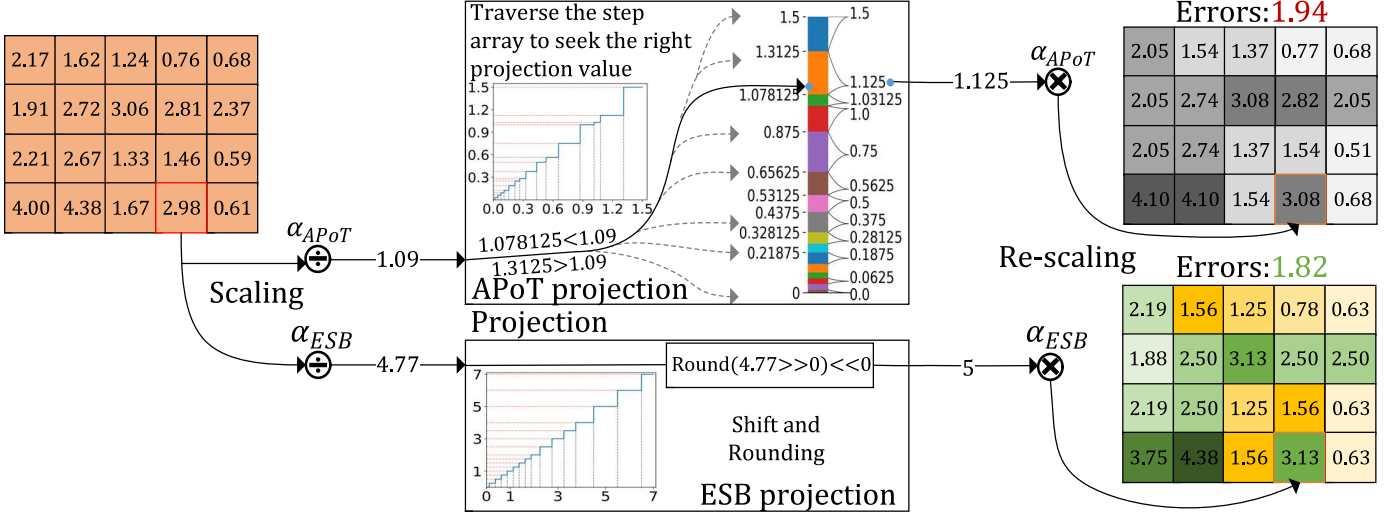 2.17 1.62 1.24 0.76 0.68
1.91 2.72 3.06 2.81 2.37
2.21 2.67 1.33 1.46 0.59
4.00 4.38 1.67 2.98 0.61
α_APoT
÷
1.09
Scaling
α_ESB
÷
4.77
Traverse the step
array to seek the right
projection value
1.5
1.2
0.9
0.6
0.3
0.0 0.3 0.6 0.9 1.2 1.5
1.078125<1.09
1.3125>1.09
APoT projection
1.5
1.3125
1.078125
0.875
0.65625
0.53125
0.4375
0.328125
0.21875
0
1.5
1.125
1.03125
1.0
0.75
0.5625
0.5
0.375
0.28125
0.1875
0.0625
0.0
1.125
α_APoT
×
Re-scaling
Errors:1.94
2.05 1.54 1.37 0.77 0.68
2.05 2.74 3.08 2.82 2.05
2.05 2.74 1.37 1.54 0.51
4.10 4.10 1.54 3.08 0.68
Projection
Round(4.77>>0)<<0
7
5
3
1
0 1 3 5 7
Shift and
Rounding
ESB projection
5
α_ESB
×
Errors:1.82
2.19 1.56 1.25 0.78 0.63
1.88 2.50 3.13 2.50 2.50
2.19 2.50 1.25 1.56 0.63
3.75 4.38 1.56 3.13 0.63